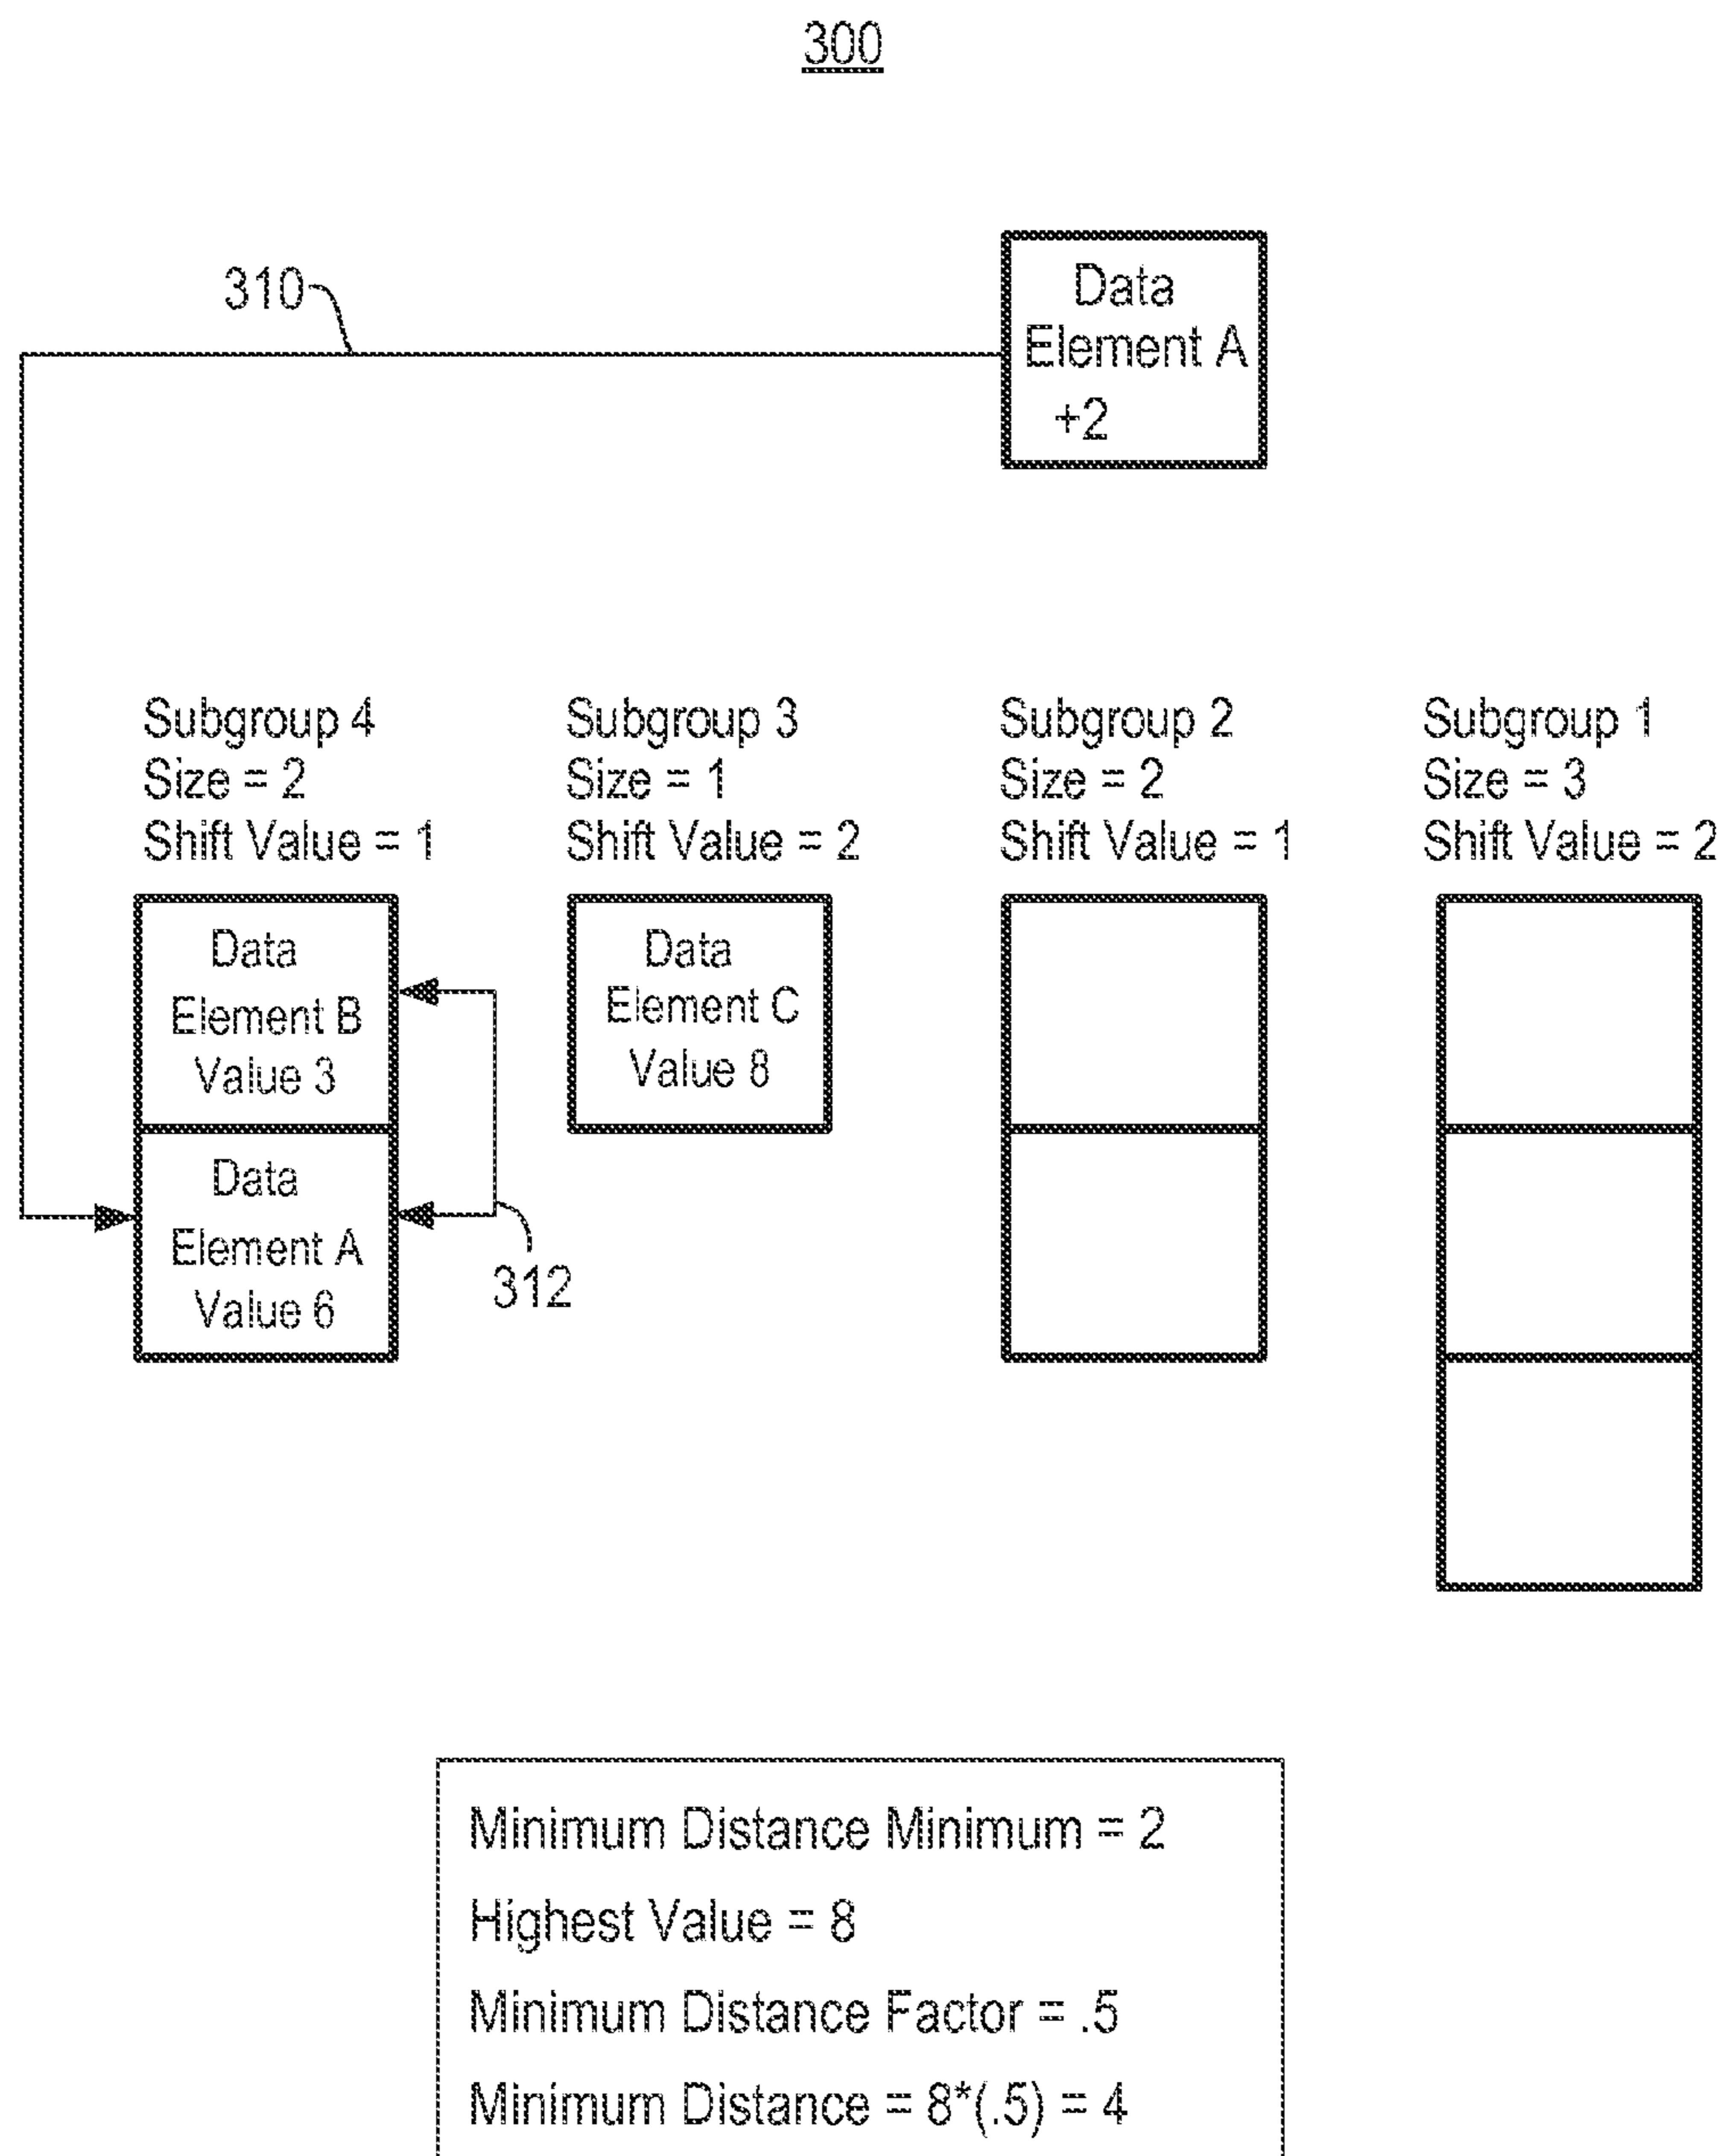 300
310
Data
Element A
+2
Subgroup 4
Size = 2
Shift Value = 1
Subgroup 3
Size = 1
Shift Value = 2
Subgroup 2
Size = 2
Shift Value = 1
Subgroup 1
Size = 3
Shift Value = 2
Data
Element B
Value 3
Data
Element C
Value 8
Data
Element A
Value 6
312
Minimum Distance Minimum = 2
Highest Value = 8
Minimum Distance Factor = .5
Minimum Distance = 8*(.5) = 4